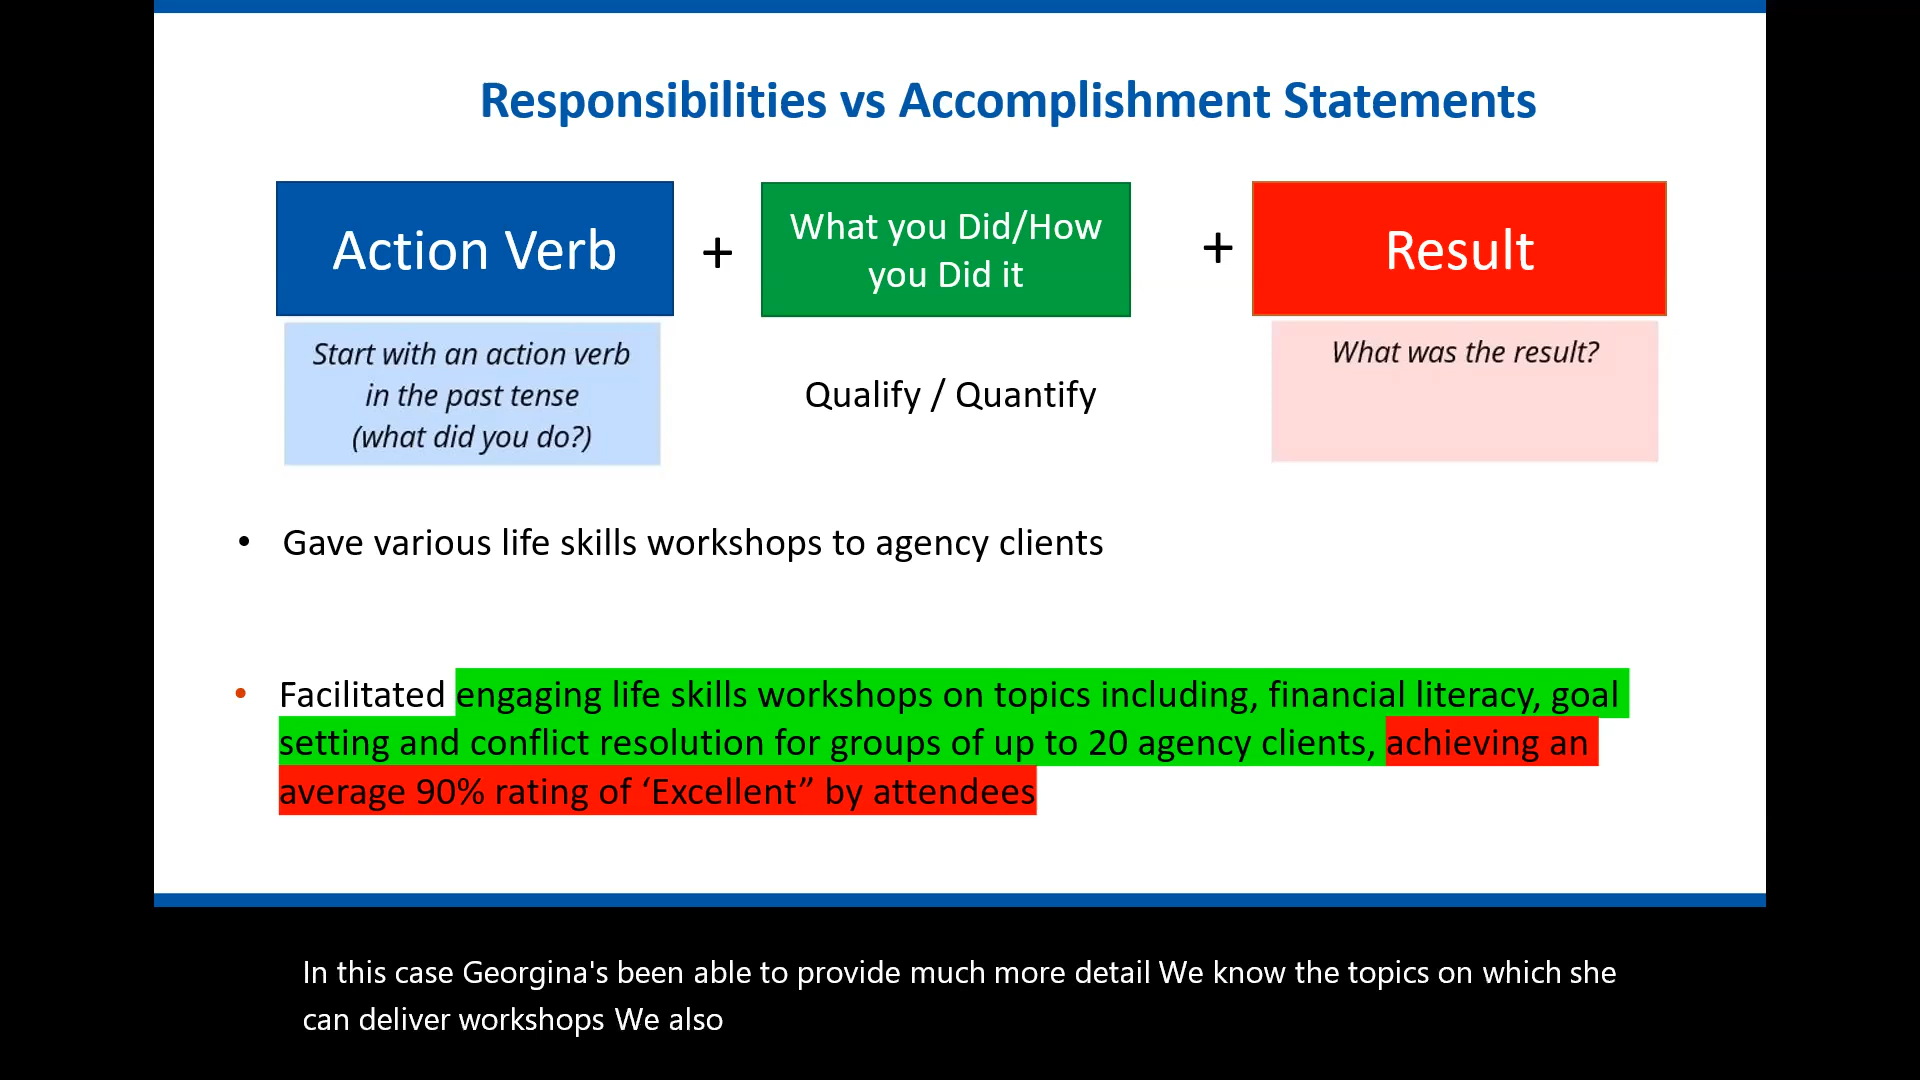 Responsibilities vs Accomplishment Statements
Action Verb
+
What you Did/How
you Did it
+
Result
Start with an action verb
in the past tense
(what did you do?)
Qualify / Quantify
What was the result?
• Gave various life skills workshops to agency clients
• Facilitated engaging life skills workshops on topics including, financial literacy, goal
setting and conflict resolution for groups of up to 20 agency clients, achieving an
average 90% rating of ‘Excellent” by attendees
In this case Georgina's been able to provide much more detail We know the topics on which she
can deliver workshops We also